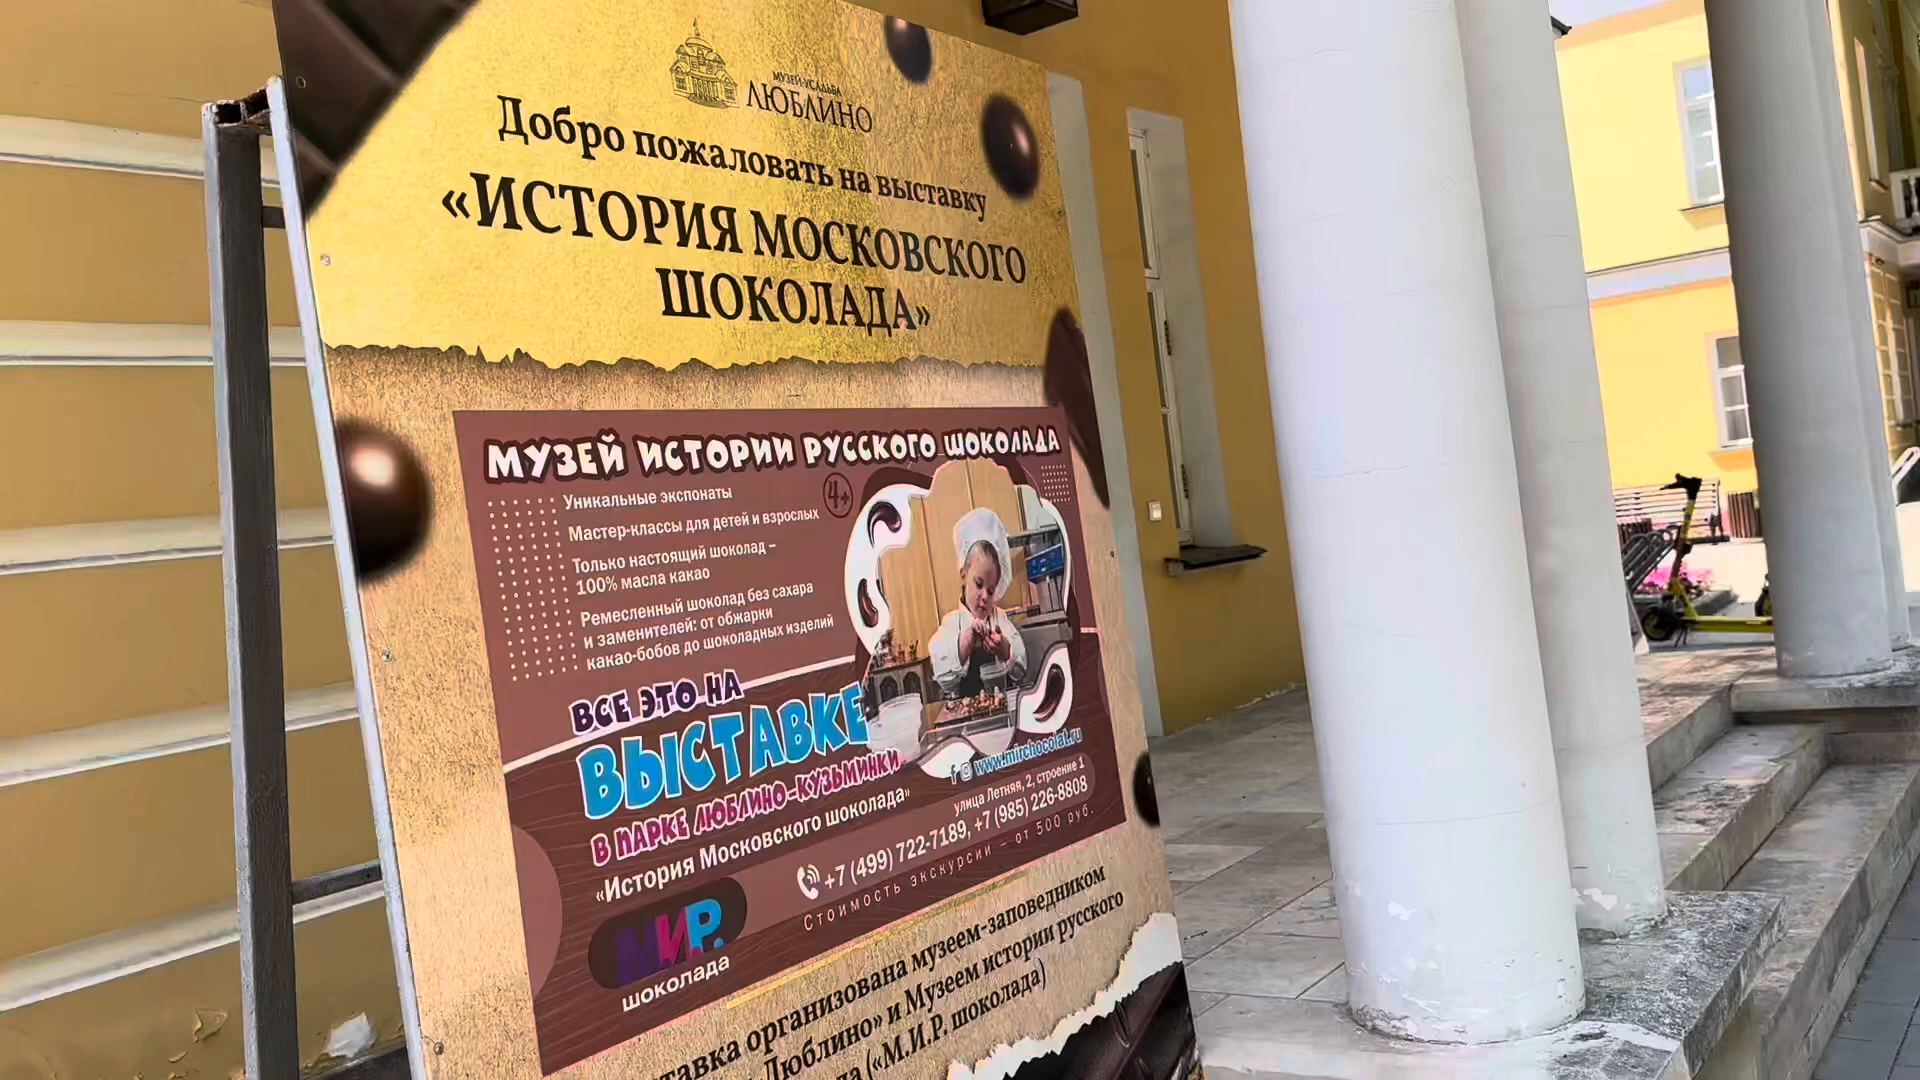 МУЗЕЙ-УСАДЬБА
ЛЮБЛИНО
Добро пожаловать на выставку
«ИСТОРИЯ МОСКОВСКОГО
ШОКОЛАДА»
МУЗЕЙ ИСТОРИИ РУССКОГО ШОКОЛАДА
4+
Уникальные экспонаты
Мастер-классы для детей и взрослых
Только настоящий шоколад –
100% масла какао
Ремесленный шоколад без сахара
и заменителей: от обжарки
какао-бобов до шоколадных изделий
ВСЕ ЭТО НА
ВЫСТАВКЕ
В ПАРКЕ ЛЮБЛИНО-КУЗЬМИНКИ
«История Московского шоколада»
www.mirchocolat.ru
улица Летняя, 2, строение 1
+7 (499) 722-7189, +7 (985) 226-8808
Стоимость экскурсии – от 500 руб.
М.И.Р.
шоколада
организована музеем-заповедником
Люблино» и Музеем истории русского
(«М.И.Р. шоколада)